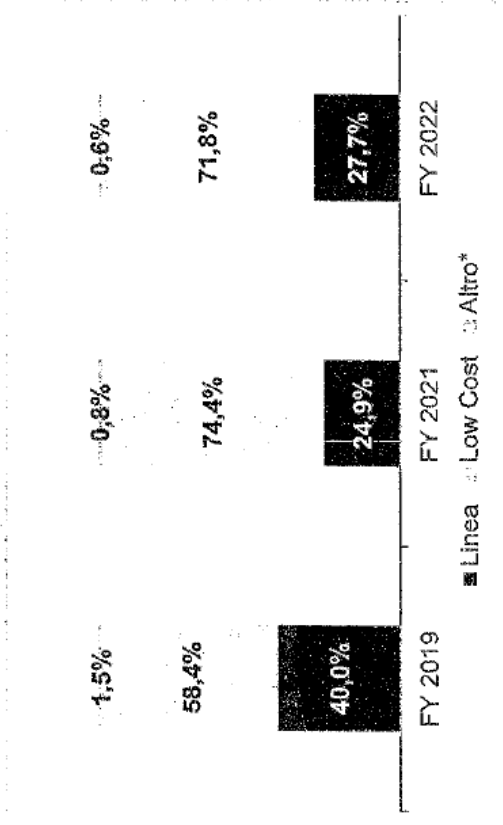 1,5% 0,8% 0,6%
58,4% 74,4% 71,8%
40,0% 24,9% 27,7%
FY 2019 FY 2021 FY 2022
Linea Low Cost Altro*